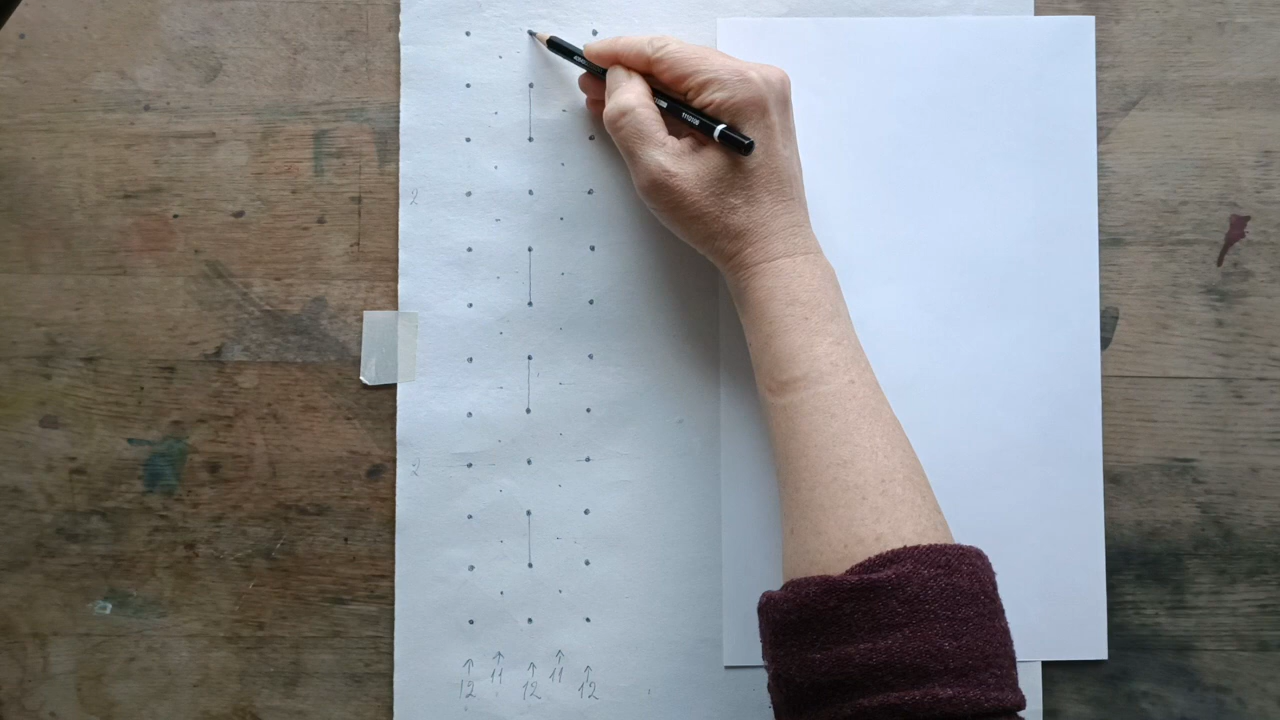 2
2
↑ ↑ ↑ ↑ ↑
12 11 12 11 12